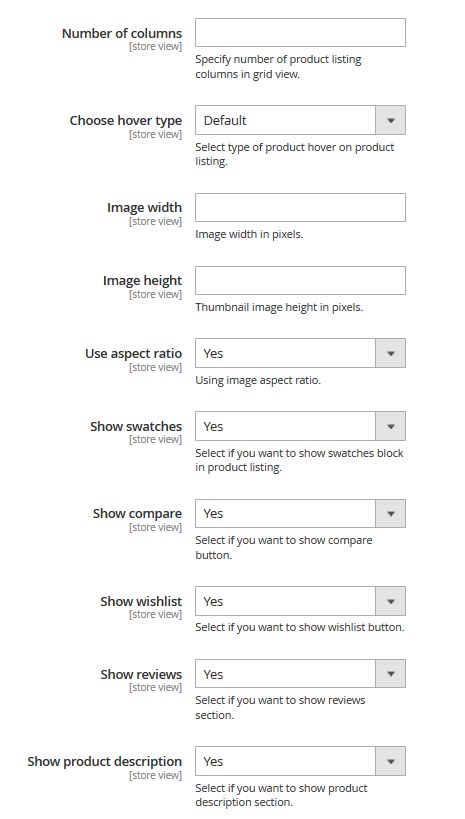 Number of columns
[store view]
Specify number of product listing
columns in grid view.
Choose hover type
Default
[store view]
Select type of product hover on product
listing.
Image width
[store view]
Image width in pixels.
Image height
[store view]
Thumbnail image height in pixels.
Use aspect ratio
Yes
[store view]
Using image aspect ratio.
Show swatches
Yes
[store view]
Select if you want to show swatches block
in product listing.
Show compare
Yes
[store view]
Select if you want to show compare
button.
Show wishlist
Yes
[store view]
Select if you want to show wishlist button.
Show reviews
Yes
[store view]
Select if you want to show reviews
section.
Show product description
Yes
[store view]
Select if you want to show product
description section.